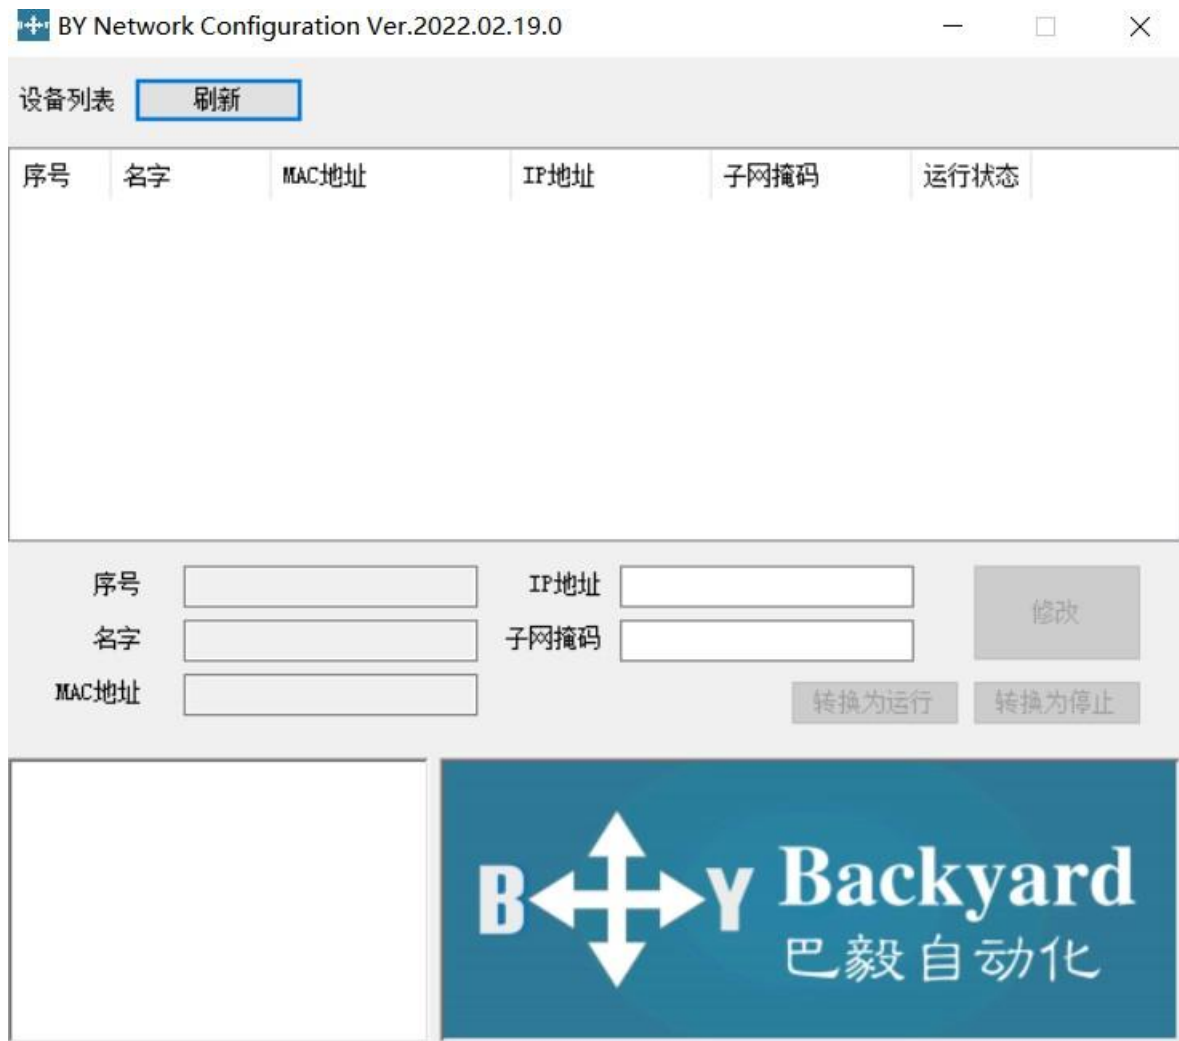 BY Network Configuration Ver.2022.02.19.0
设备列表 刷新
序号 名字 MAC地址 IP地址 子网掩码 运行状态
序号 IP地址 修改
名字 子网掩码
MAC地址 转换为运行 转换为停止
B Y Backyard
巴毅自动化